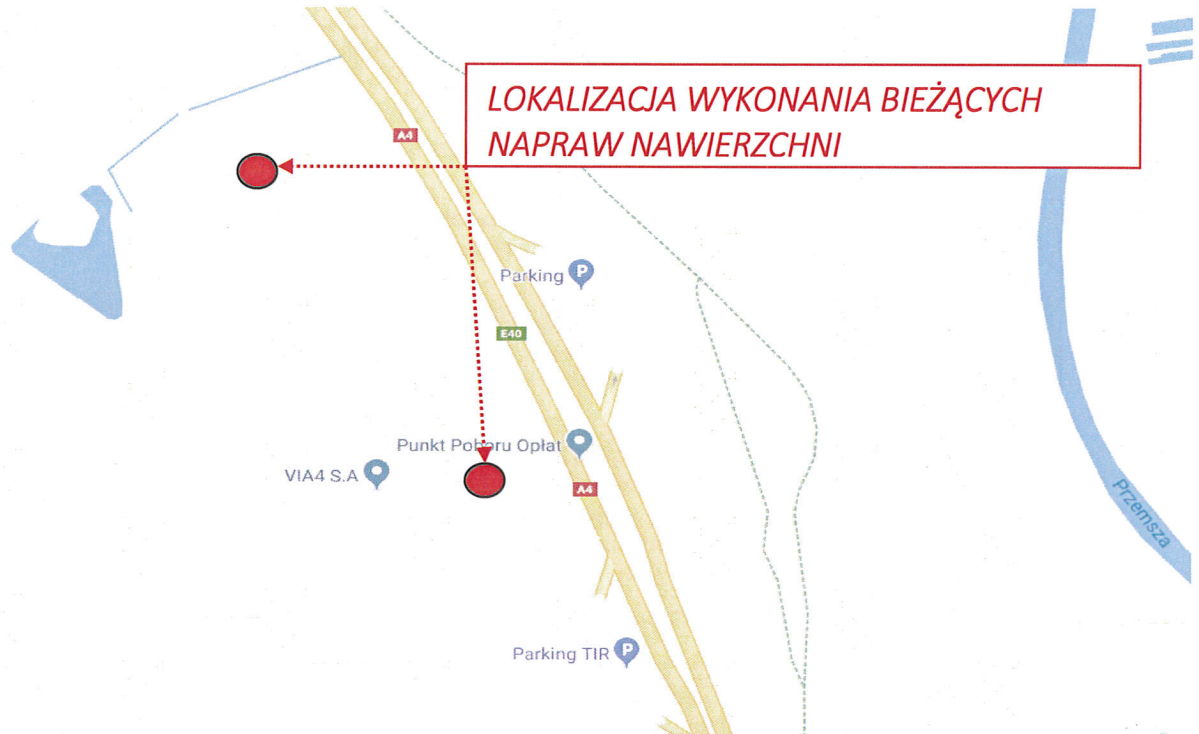 LOKALIZACJA WYKONANIA BIEŻĄCYCH
NAPRAW NAWIERZCHNI
A4
Parking P
E40
Punkt Poboru Opłat
VIA4 S.A
A4
Przemsza
Parking TIR P